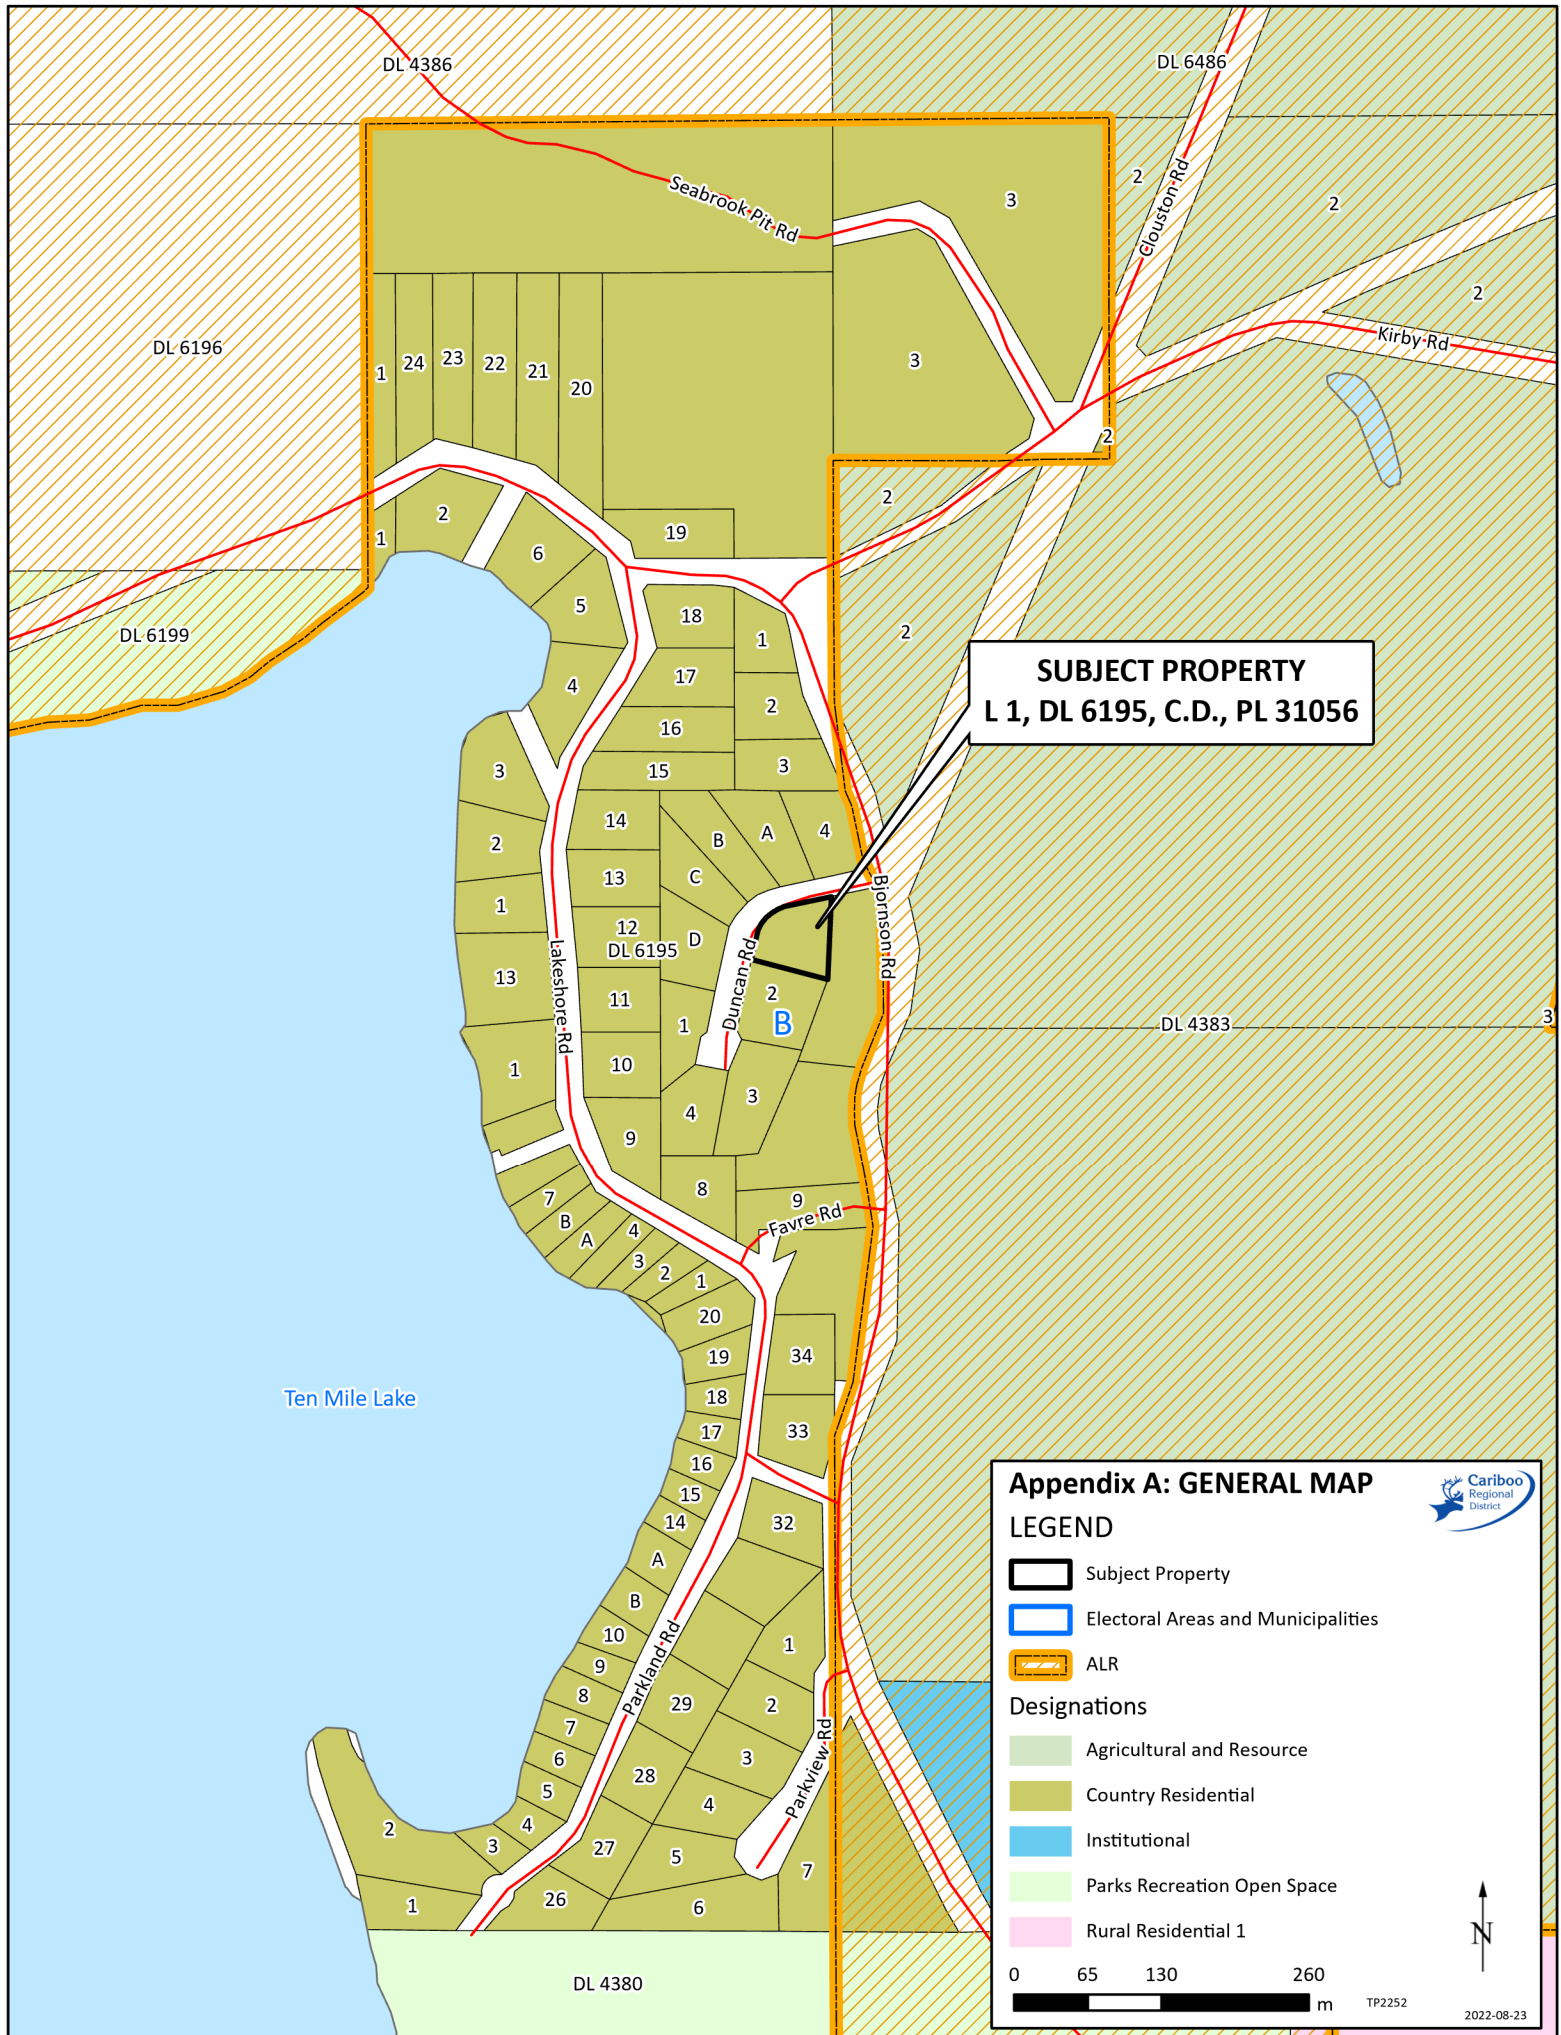 DL 4386
DL 6486
Seabrook Pit Rd
3
2
Clouston Rd
2
2
DL 6196
Kirby Rd
1
24
23
22
21
20
3
2
2
1
2
6
19
2
5
18
1
DL 6199
4
17
2
16
SUBJECT PROPERTY
L 1, DL 6195, C.D., PL 31056
3
15
3
2
14
B
A
4
1
13
C
Bjornson Rd
12
D
DL 6195
Lakeshore Rd
Duncan Rd
13
11
1
2
B
DL 4383
3
1
10
4
3
9
8
9
Favre Rd
7
B
A
4
3
2
1
20
19
34
18
17
33
Ten Mile Lake
16
15
14
32
A
B
10
1
9
Parkland Rd
8
29
2
7
Parkview Rd
6
3
5
28
4
4
2
3
27
5
7
1
26
6
DL 4380
Appendix A: GENERAL MAP
Cariboo
Regional
District
LEGEND
Subject Property
Electoral Areas and Municipalities
ALR
Designations
Agricultural and Resource
Country Residential
Institutional
Parks Recreation Open Space
Rural Residential 1
N
0 65 130 260
m
TP2252
2022-08-23